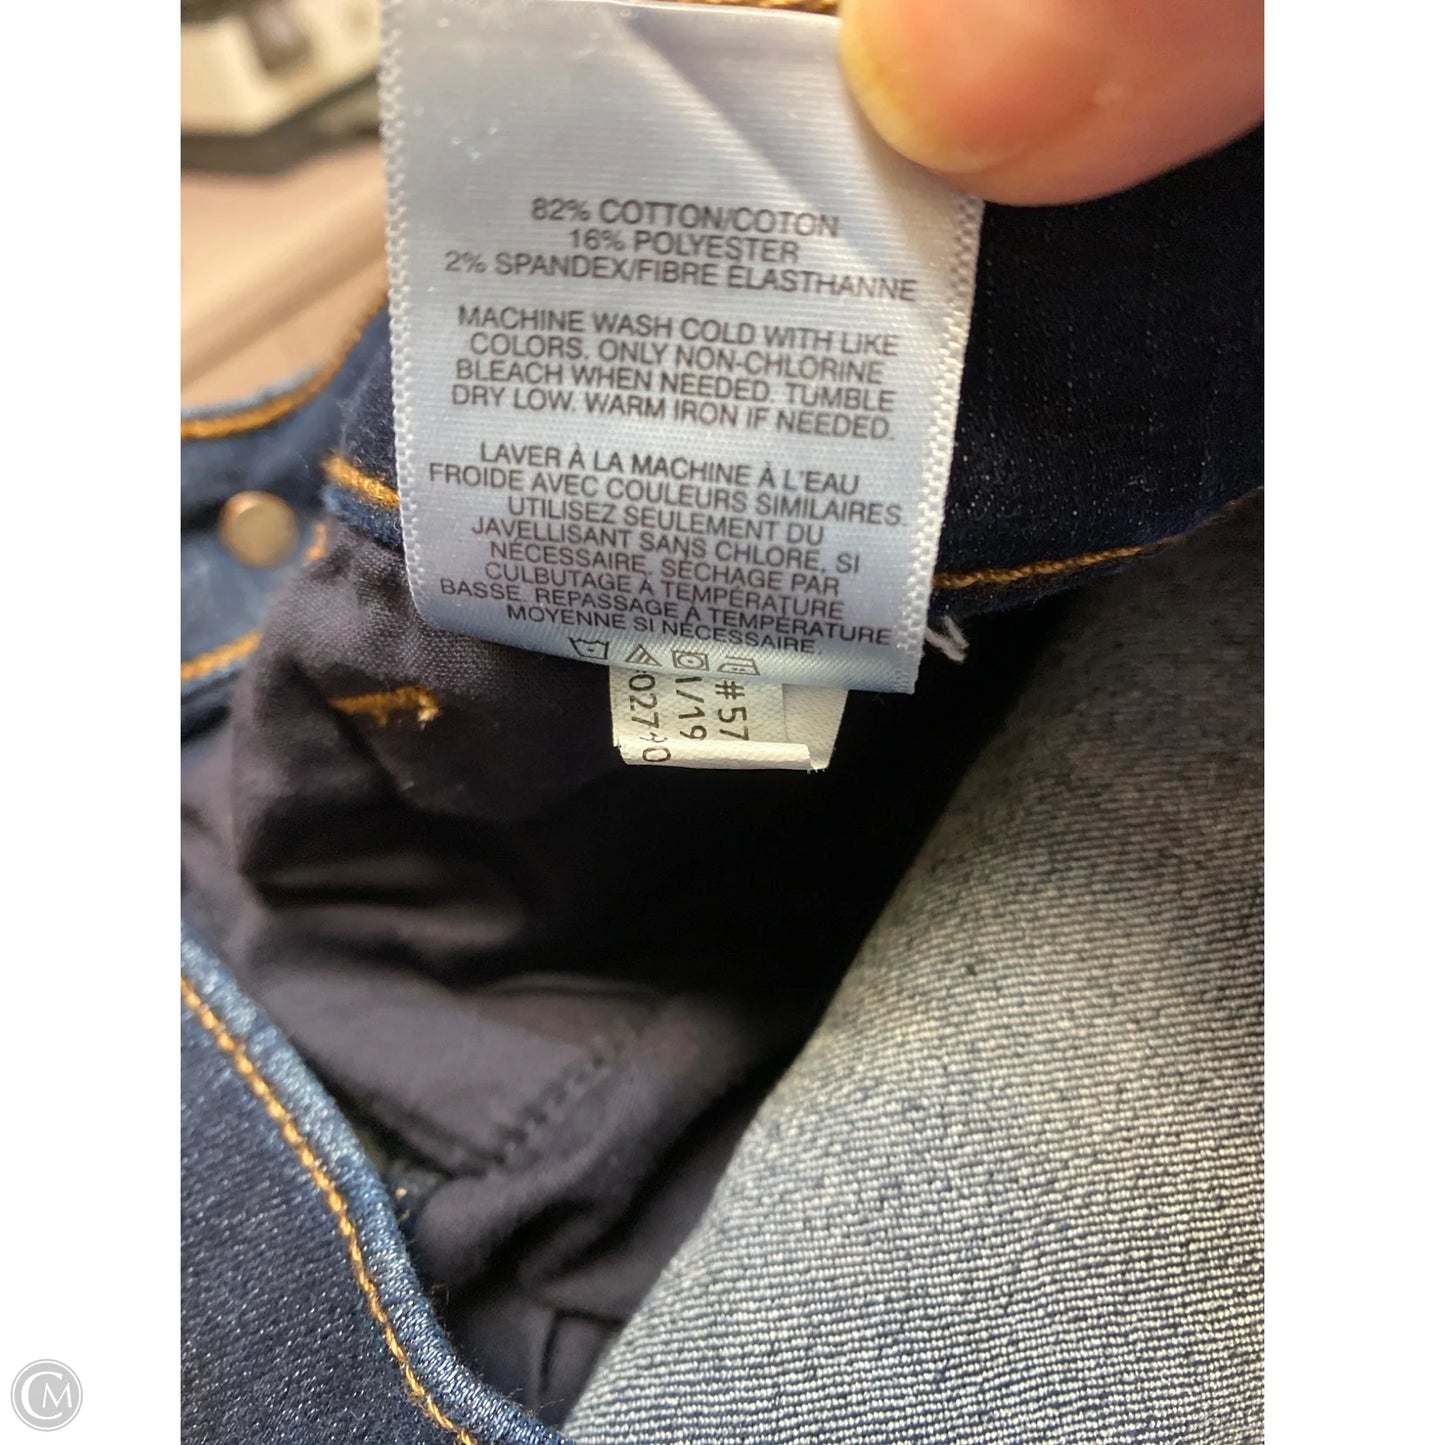 82% COTTON/COTON
16% POLYESTER
2% SPANDEX/FIBRE ÉLASTHANNE
MACHINE WASH COLD WITH LIKE
COLORS. ONLY NON-CHLORINE
BLEACH WHEN NEEDED. TUMBLE
DRY LOW. WARM IRON IF NEEDED.
LAVER À LA MACHINE À L'EAU
FROIDE AVEC COULEURS SIMILAIRES.
UTILISEZ SEULEMENT DU
JAVELLISANT SANS CHLORE, SI
NÉCESSAIRE. SÉCHAGE PAR
CULBUTAGE À TEMPÉRATURE
BASSE. REPASSAGE À TEMPÉRATURE
MOYENNE SI NÉCESSAIRE.
#57
1/19
CM